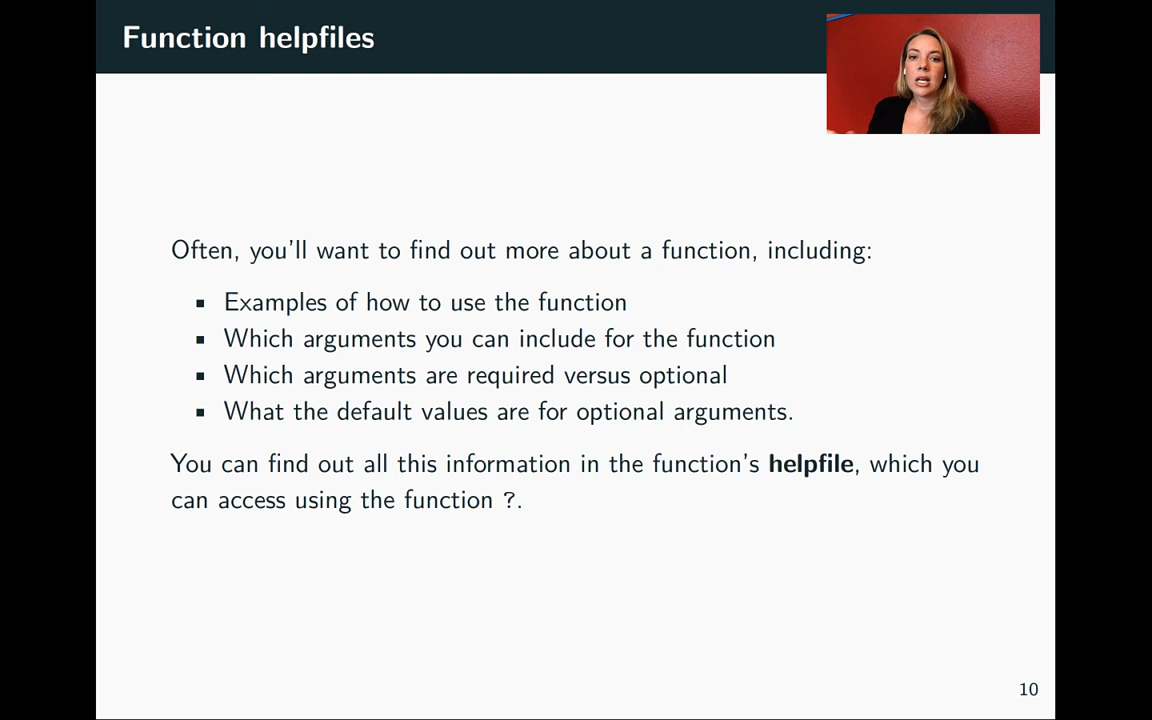 Function helpfiles
Often, you'll want to find out more about a function, including:
▪ Examples of how to use the function
▪ Which arguments you can include for the function
▪ Which arguments are required versus optional
▪ What the default values are for optional arguments.
You can find out all this information in the function's helpfile, which you
can access using the function ?.
10